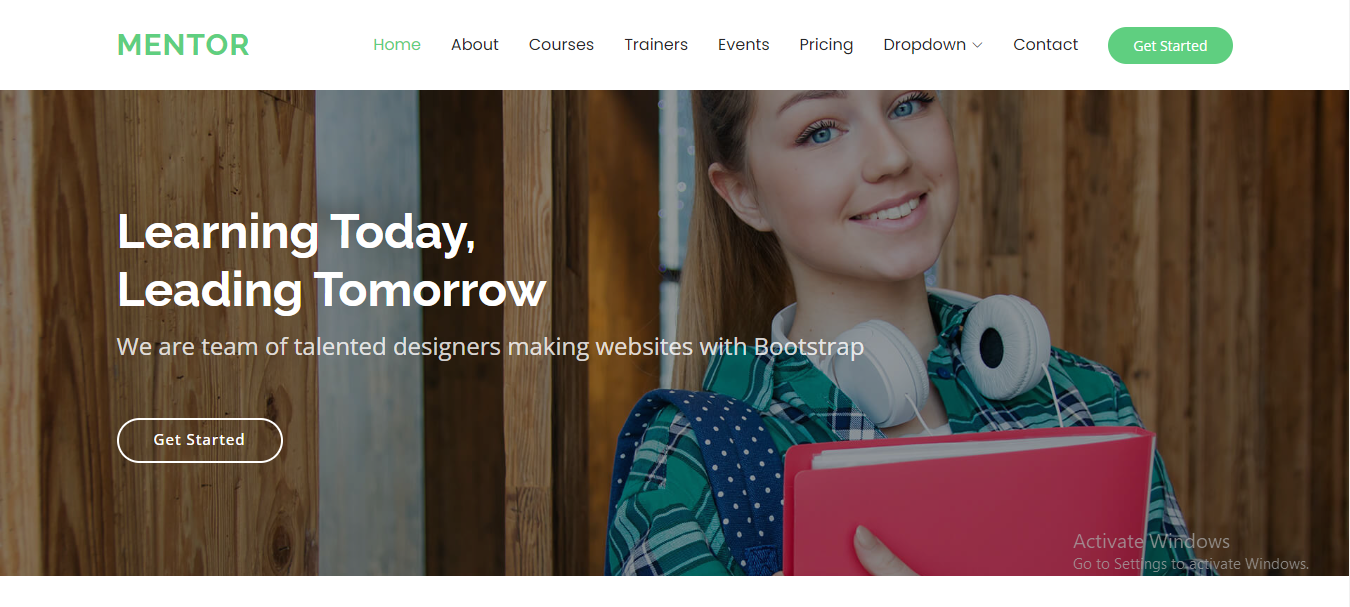 MENTOR
Home About Courses Trainers Events Pricing Dropdown Contact Get Started
Learning Today,
Leading Tomorrow
We are team of talented designers making websites with Bootstrap
Get Started
Activate Windows
Go to Settings to activate Windows.